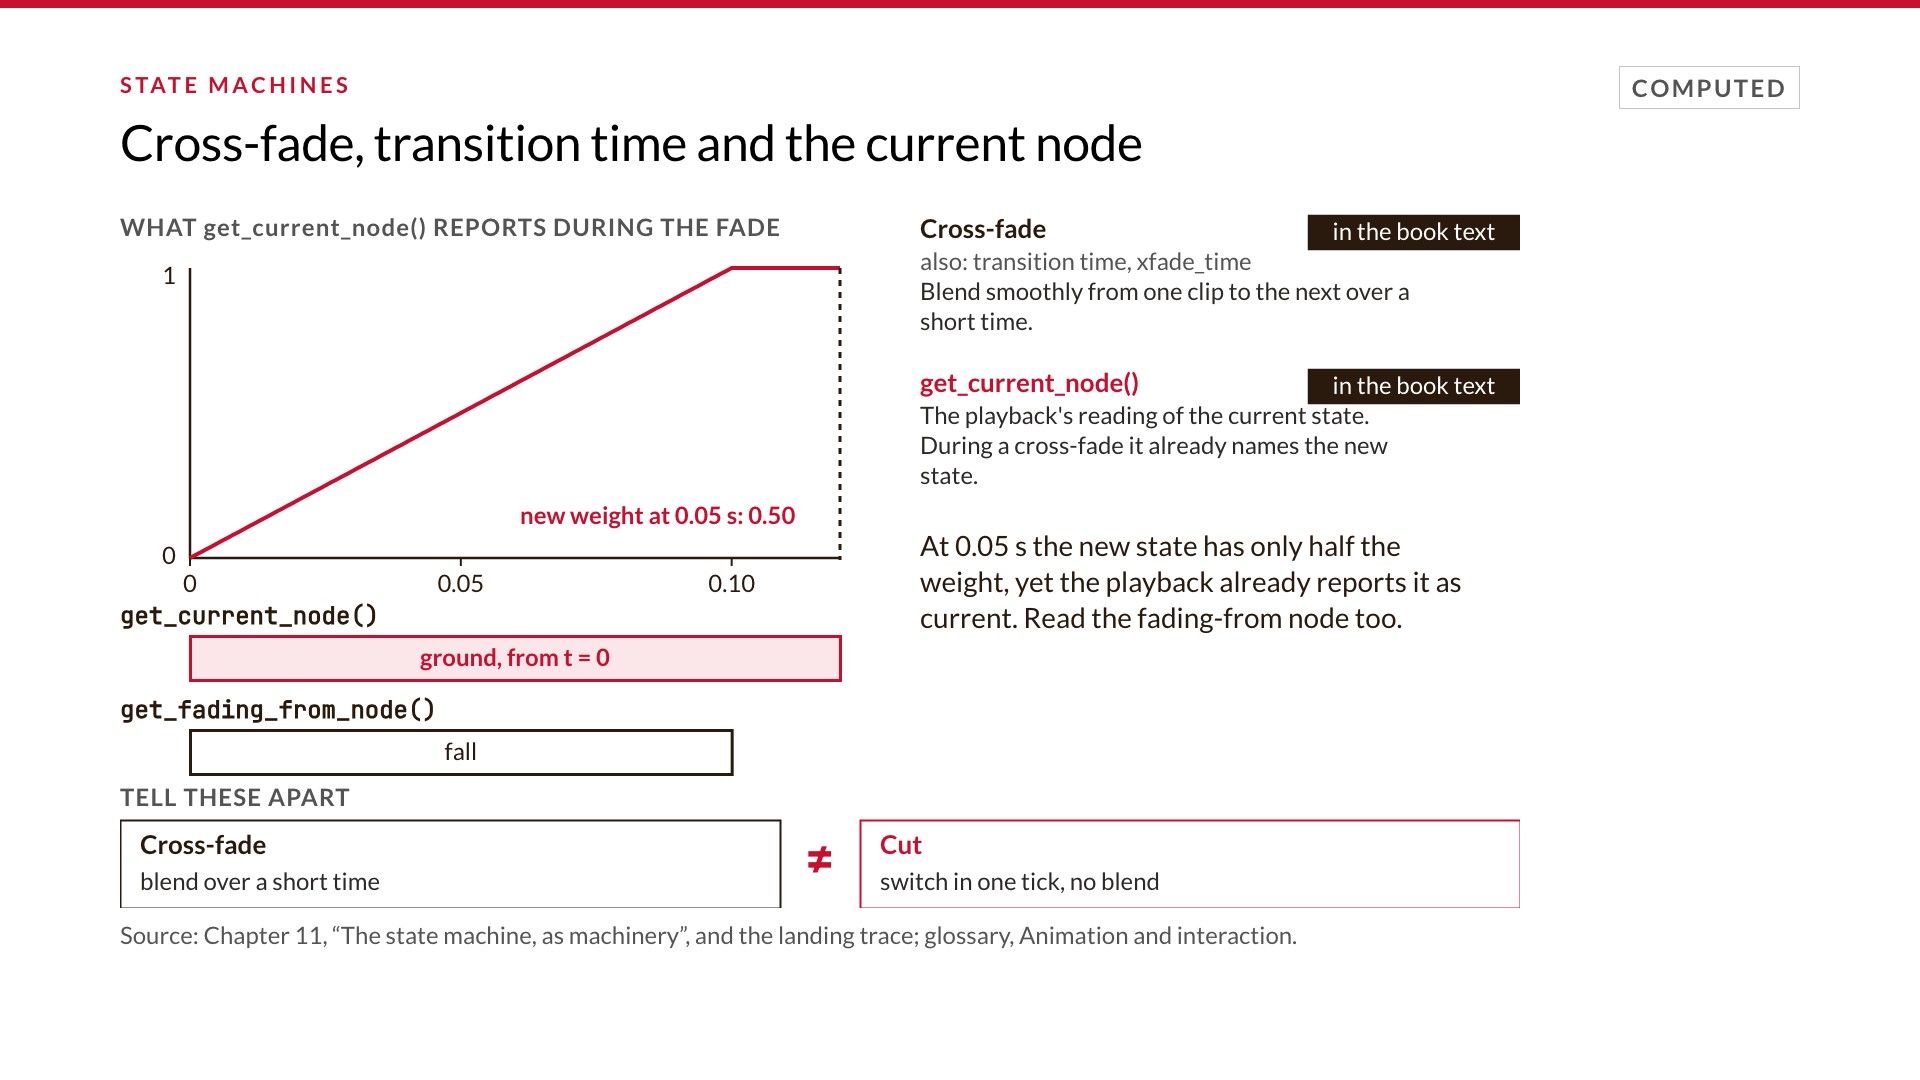 STATE MACHINES
COMPUTED
Cross-fade, transition time and the current node
WHAT get_current_node() REPORTS DURING THE FADE
1
new weight at 0.05 s: 0.50
0
0 0.05 0.10
get_current_node()
ground, from t = 0
get_fading_from_node()
fall
Cross-fade
in the book text
also: transition time, xfade_time
Blend smoothly from one clip to the next over a
short time.
get_current_node()
in the book text
The playback's reading of the current state.
During a cross-fade it already names the new
state.
At 0.05 s the new state has only half the
weight, yet the playback already reports it as
current. Read the fading-from node too.
TELL THESE APART
Cross-fade
blend over a short time
≠
Cut
switch in one tick, no blend
Source: Chapter 11, “The state machine, as machinery”, and the landing trace; glossary, Animation and interaction.